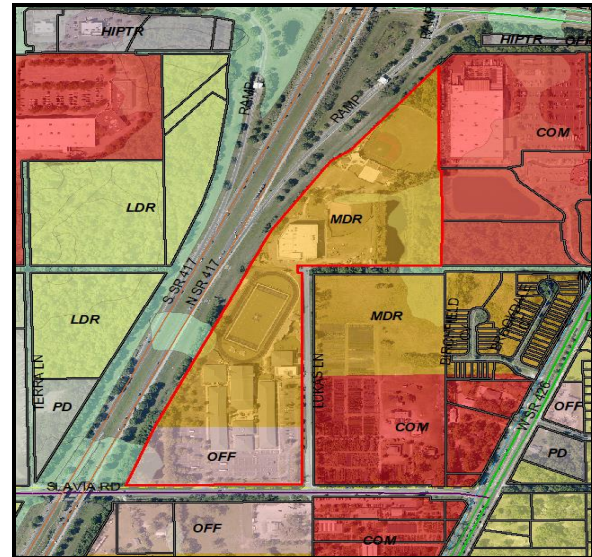 HIPTR
RAMP
HIPTR
OFF
RAMP
RAMP
COM
LDR
MDR
S SR 417
N SR 417
LDR
MDR
TERRA LN
LUKAS LN
PD
COM
W SR 426
OFF
PD
OFF
SLAVIA RD
OFF
COM